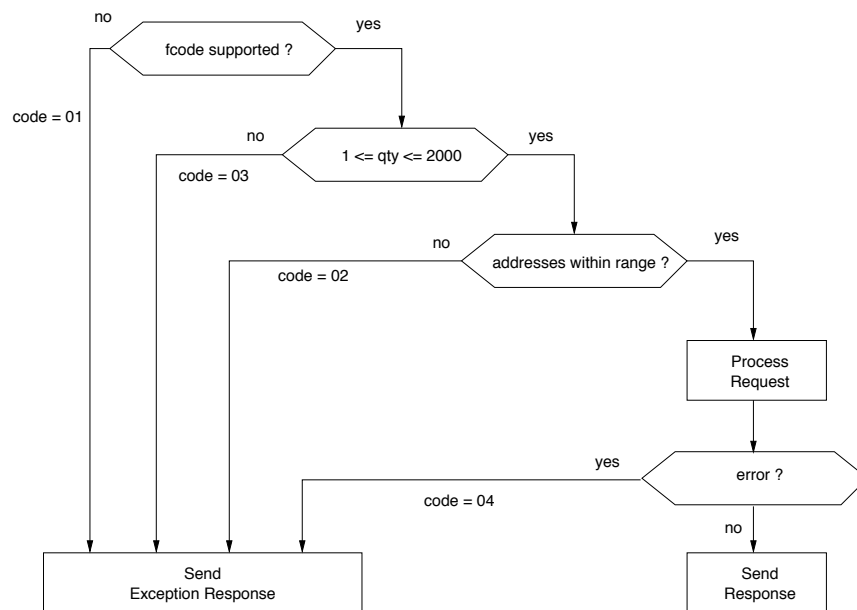 no
yes
fcode supported ?
code = 01
no
yes
1 <= qty <= 2000
code = 03
no
yes
addresses within range ?
code = 02
Process
Request
yes
error ?
code = 04
no
Send
Exception Response
Send
Response